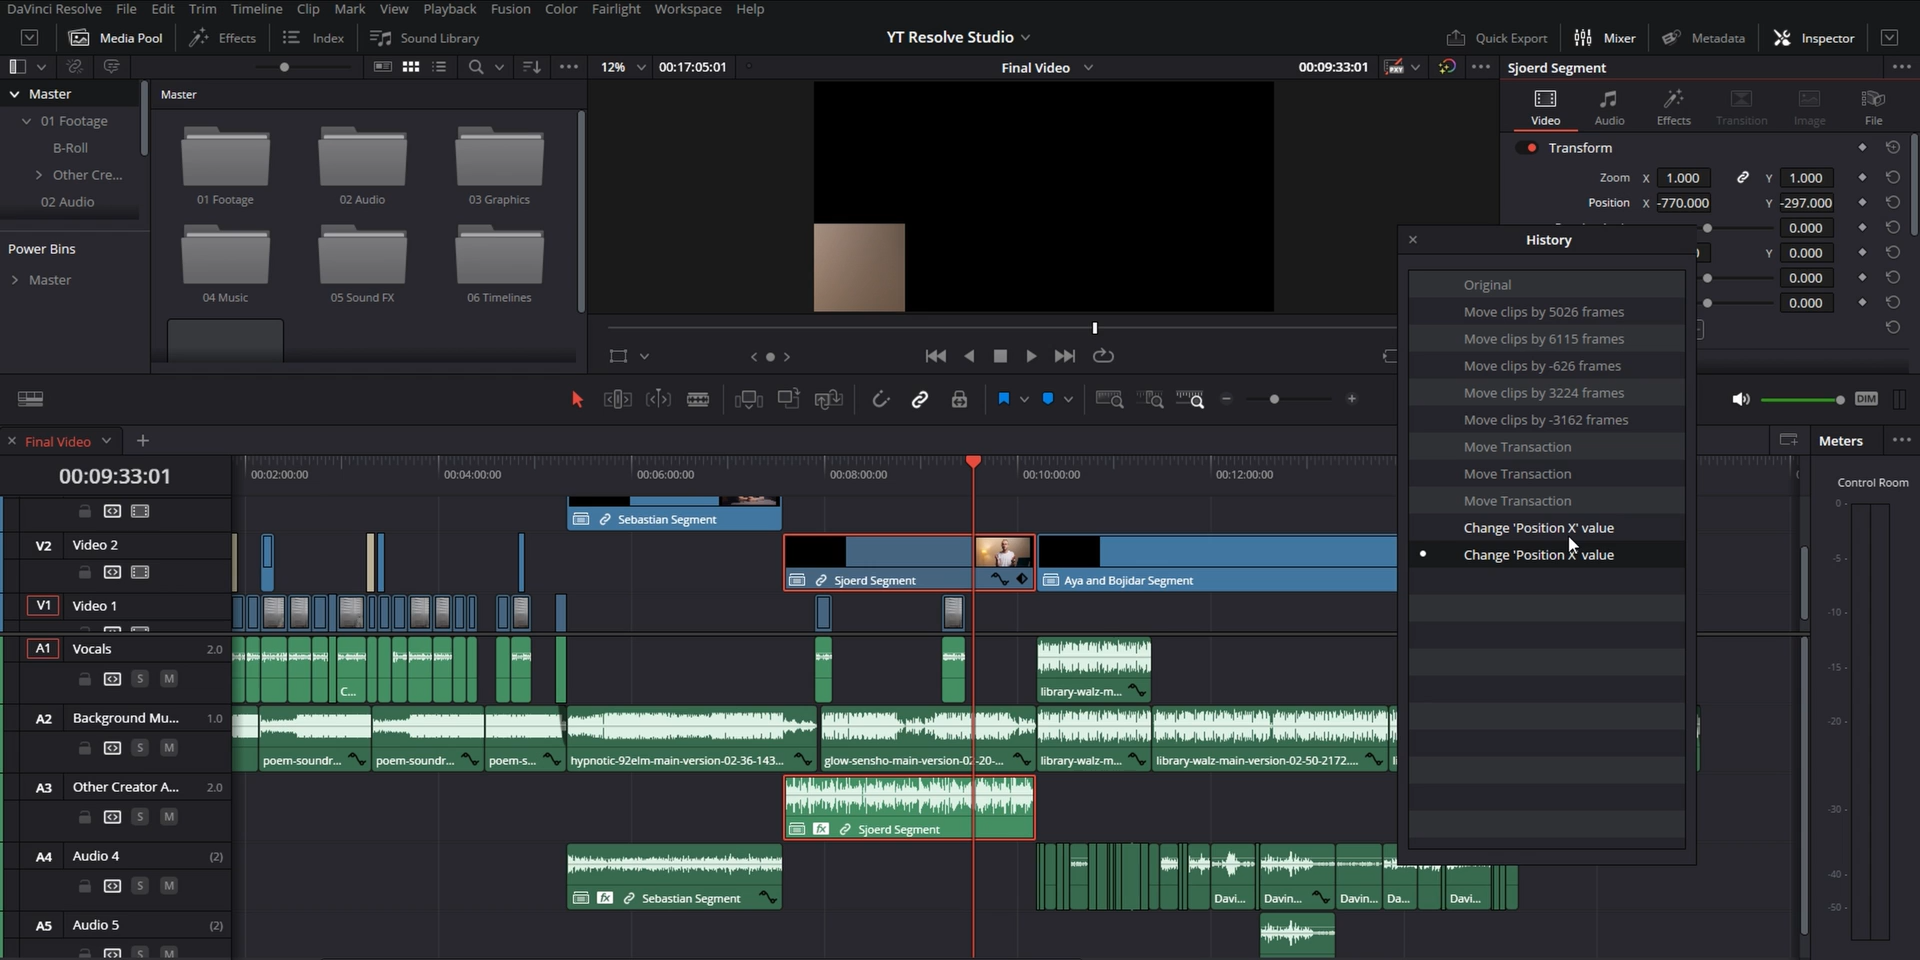 DaVinci Resolve File Edit Trim Timeline Clip Mark View Playback Fusion Color Fairlight Workspace Help
Media Pool Effects Index Sound Library YT Resolve Studio Quick Export Mixer Metadata Inspector
12% 00:17:05:01 Final Video 00:09:33:01 Sjoerd Segment
Master
01 Footage
B-Roll
Other Cre...
02 Audio
Power Bins
Master
Master
01 Footage 02 Audio 03 Graphics
04 Music 05 Sound FX 06 Timelines
Video Audio Effects Transition Image File
Transform
Zoom X 1.000 Y 1.000
Position X -770.000 Y -297.000
0.000
Y 0.000
0.000
0.000
History
Original
Move clips by 5026 frames
Move clips by 6115 frames
Move clips by -626 frames
Move clips by 3224 frames
Move clips by -3162 frames
Move Transaction
Move Transaction
Move Transaction
Change 'Position X' value
Change 'Position X' value
DIM
Final Video
Meters
00:09:33:01
00:02:00:00 00:04:00:00 00:06:00:00 00:08:00:00 00:10:00:00 00:12:00:00
Control Room
0-
-5-
-10-
-15-
-20-
-30-
-40-
-50-
Sebastian Segment
V2 Video 2
Sjoerd Segment Aya and Bojidar Segment
V1 Video 1
A1 Vocals 2.0
S M
C... library-walz-m...
A2 Background Mu... 1.0
S M
poem-soundr... poem-soundr... poem-s... hypnotic-92elm-main-version-02-36-143... glow-sensho-main-version-02-20-... library-walz-m... library-walz-main-version-02-50-2172....
A3 Other Creator A... 2.0
S M
fx Sjoerd Segment
A4 Audio 4 (2)
S M
fx Sebastian Segment Davi... Davin... Davin... Da... Davi...
A5 Audio 5 (2)
S M